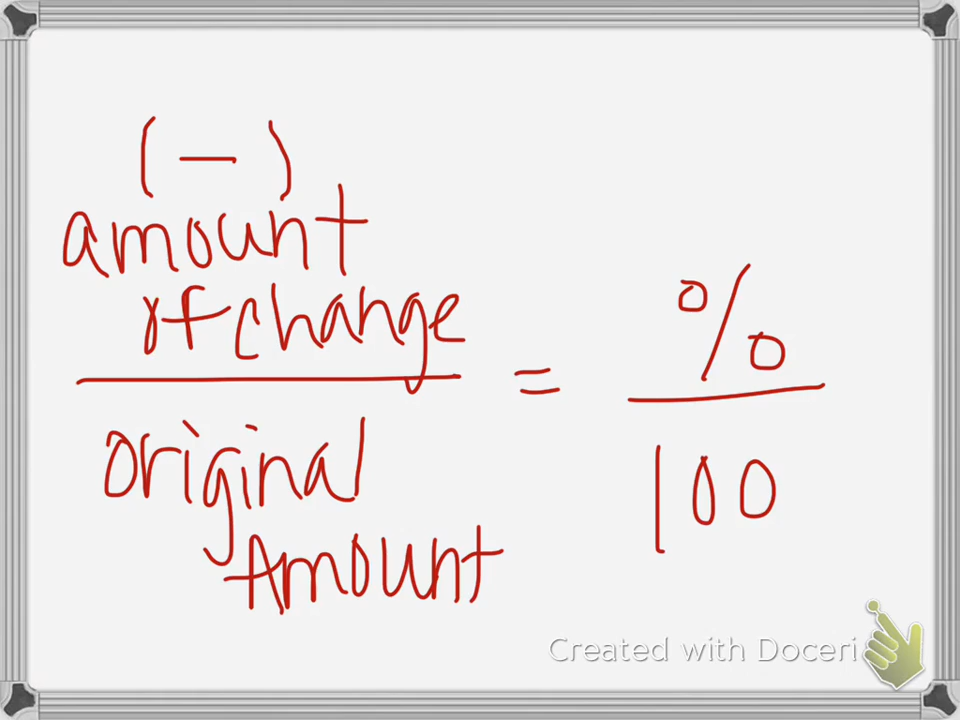 ( — )
amount
of change
= %
original
Amount
100
Created with Doceri